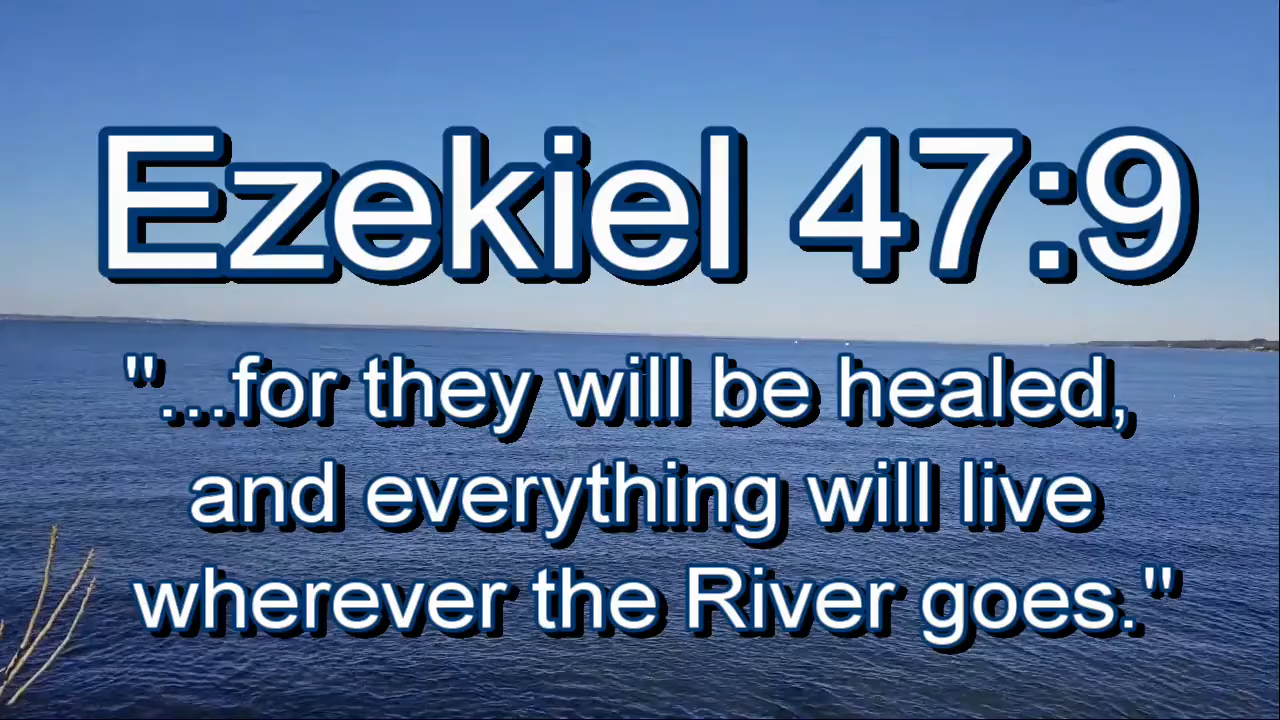 Ezekiel 47:9
"...for they will be healed,
and everything will live
wherever the River goes."